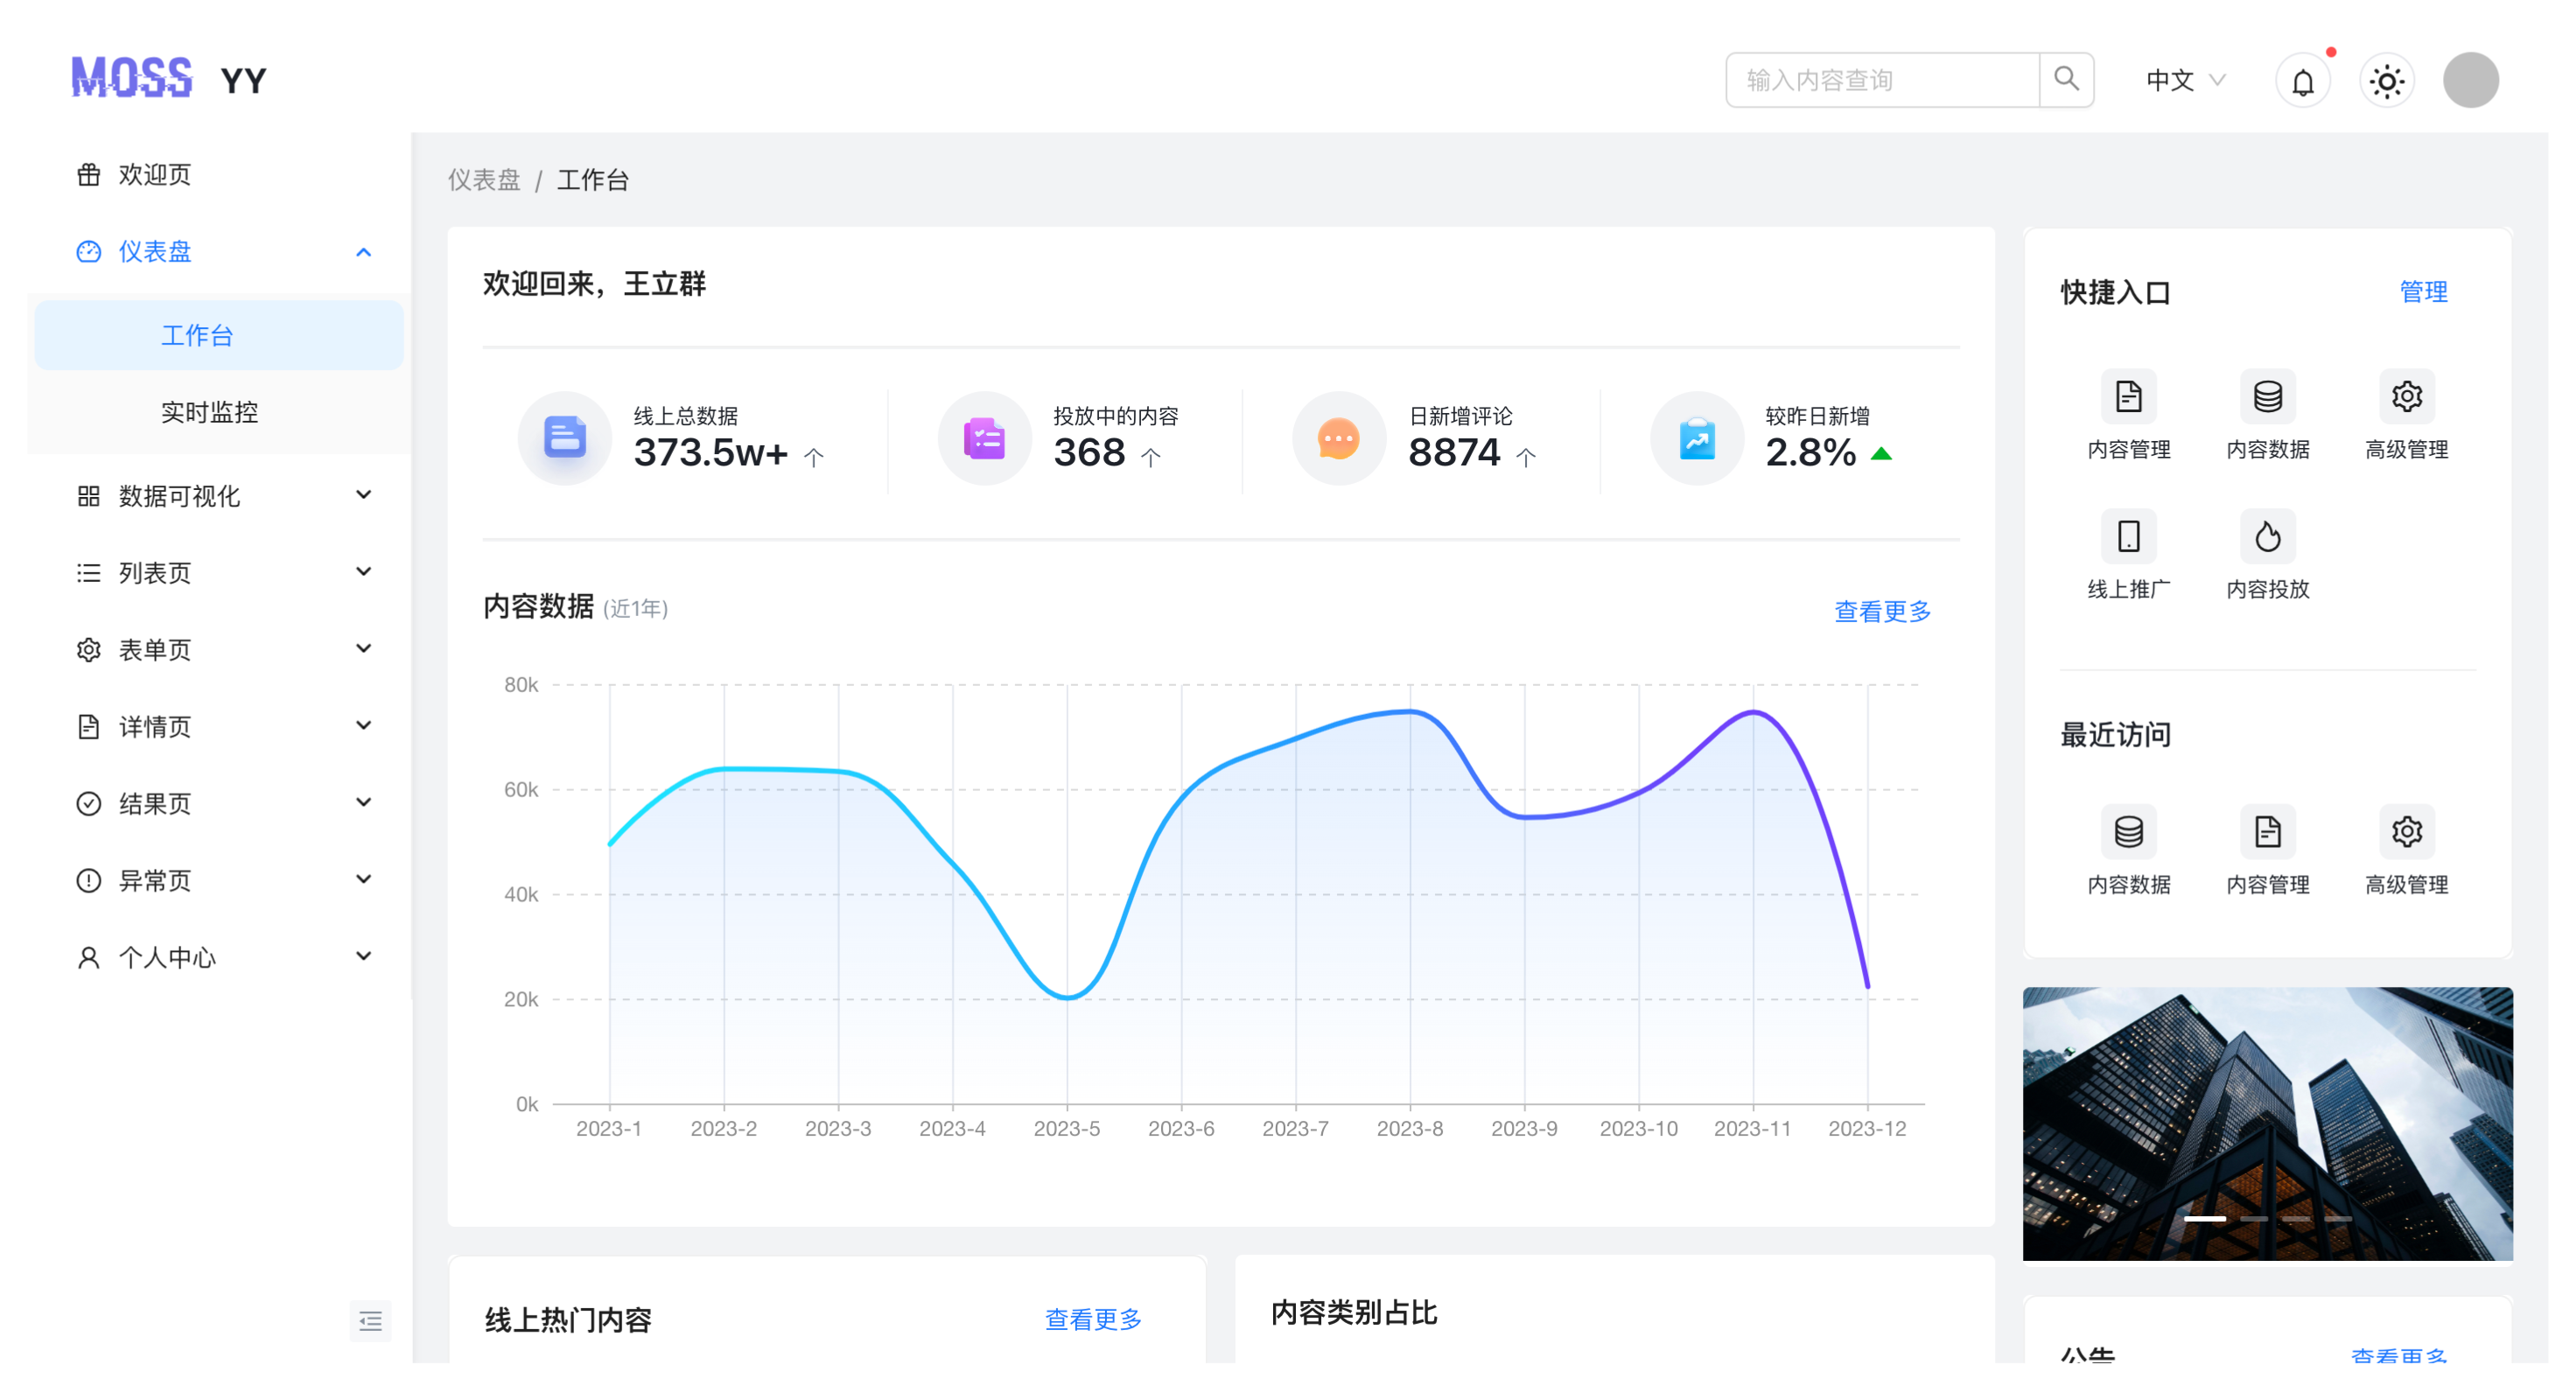 MOSS YY
输入内容查询
中文
欢迎页
仪表盘
工作台
实时监控
数据可视化
列表页
表单页
详情页
结果页
异常页
个人中心
仪表盘 / 工作台
欢迎回来，王立群
线上总数据
373.5w+ 个
投放中的内容
368 个
日新增评论
8874 个
较昨日新增
2.8%
内容数据 (近1年)
查看更多
80k
60k
40k
20k
0k
2023-1 2023-2 2023-3 2023-4 2023-5 2023-6 2023-7 2023-8 2023-9 2023-10 2023-11 2023-12
线上热门内容
查看更多
内容类别占比
快捷入口
管理
内容管理 内容数据 高级管理
线上推广 内容投放
最近访问
内容数据 内容管理 高级管理
公告
查看更多